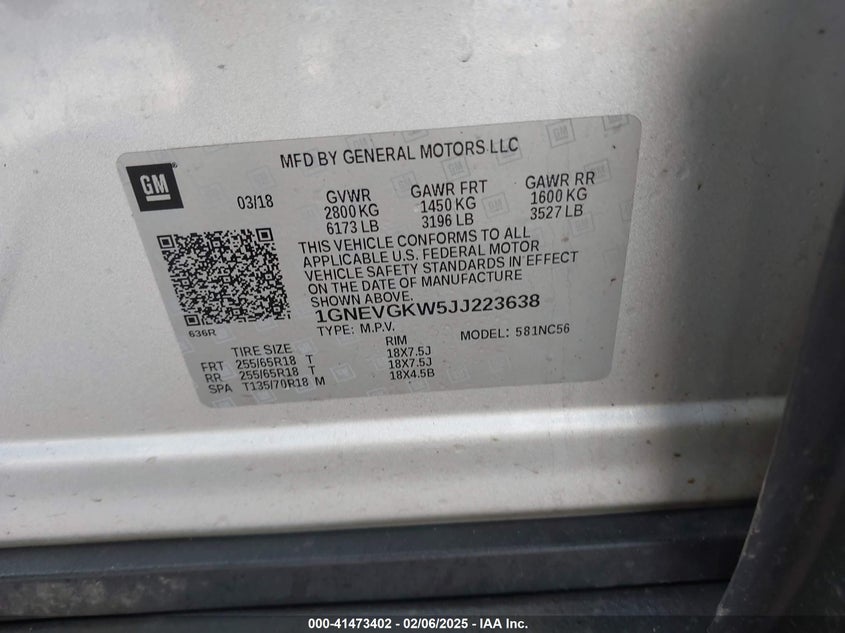 MFD BY GENERAL MOTORS LLC
GM
03/18
GVWR
2800 KG
6173 LB
GAWR FRT
1450 KG
3196 LB
GAWR RR
1600 KG
3527 LB
THIS VEHICLE CONFORMS TO ALL
APPLICABLE U.S. FEDERAL MOTOR
VEHICLE SAFETY STANDARDS IN EFFECT
ON THE DATE OF MANUFACTURE
SHOWN ABOVE.
636R
1GNEVGKW5JJ223638
TYPE: M.P.V. MODEL: 581NC56
TIRE SIZE RIM
FRT 255/65R18 T 18X7.5J
RR 255/65R18 T 18X7.5J
SPA T135/70R18 M 18X4.5B
000-41473402 - 02/06/2025 - IAA Inc.